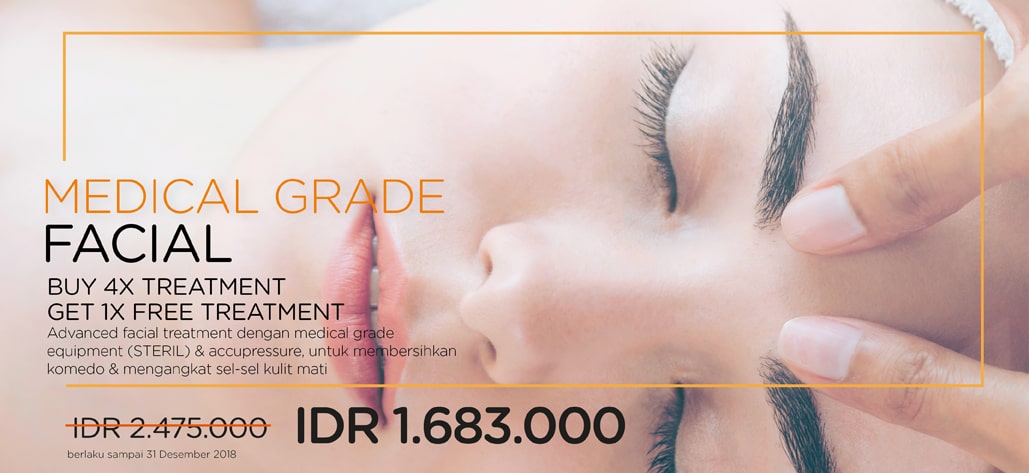 MEDICAL GRADE
FACIAL
BUY 4X TREATMENT
GET 1X FREE TREATMENT
Advanced facial treatment dengan medical grade
equipment (STERIL) & accupressure, untuk membersihkan
komedo & mengangkat sel-sel kulit mati
IDR 2.475.000 IDR 1.683.000
berlaku sampai 31 Desember 2018